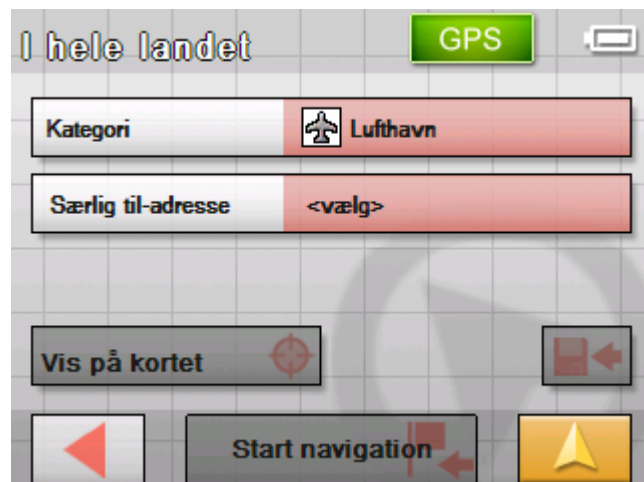 I hele landet
GPS
Kategori
Lufthavn
Særlig til-adresse
<vælg>
Vis på kortet
Start navigation